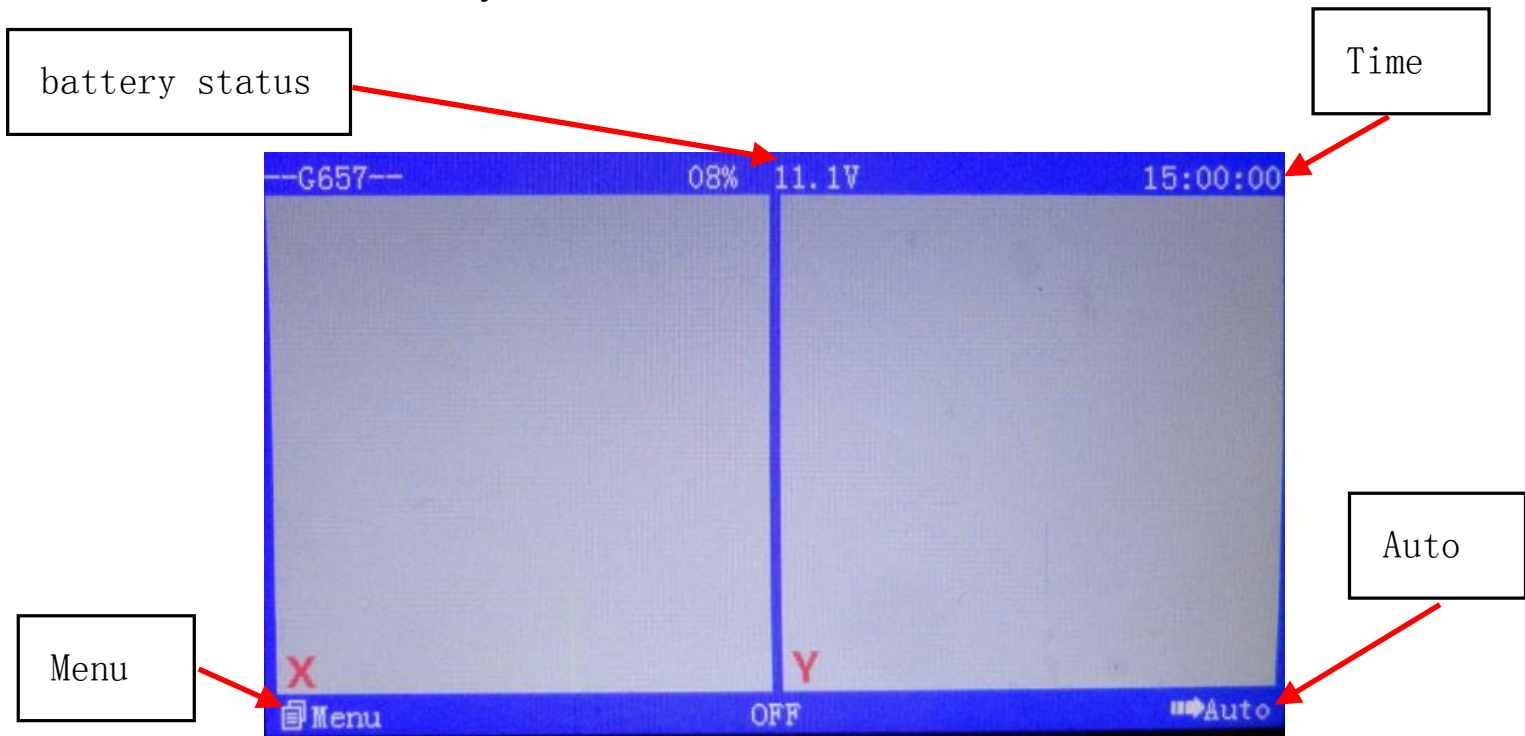 battery status
Time
--G657-- 08% 11.1V 15:00:00
Auto
X Y
Menu
Menu OFF Auto